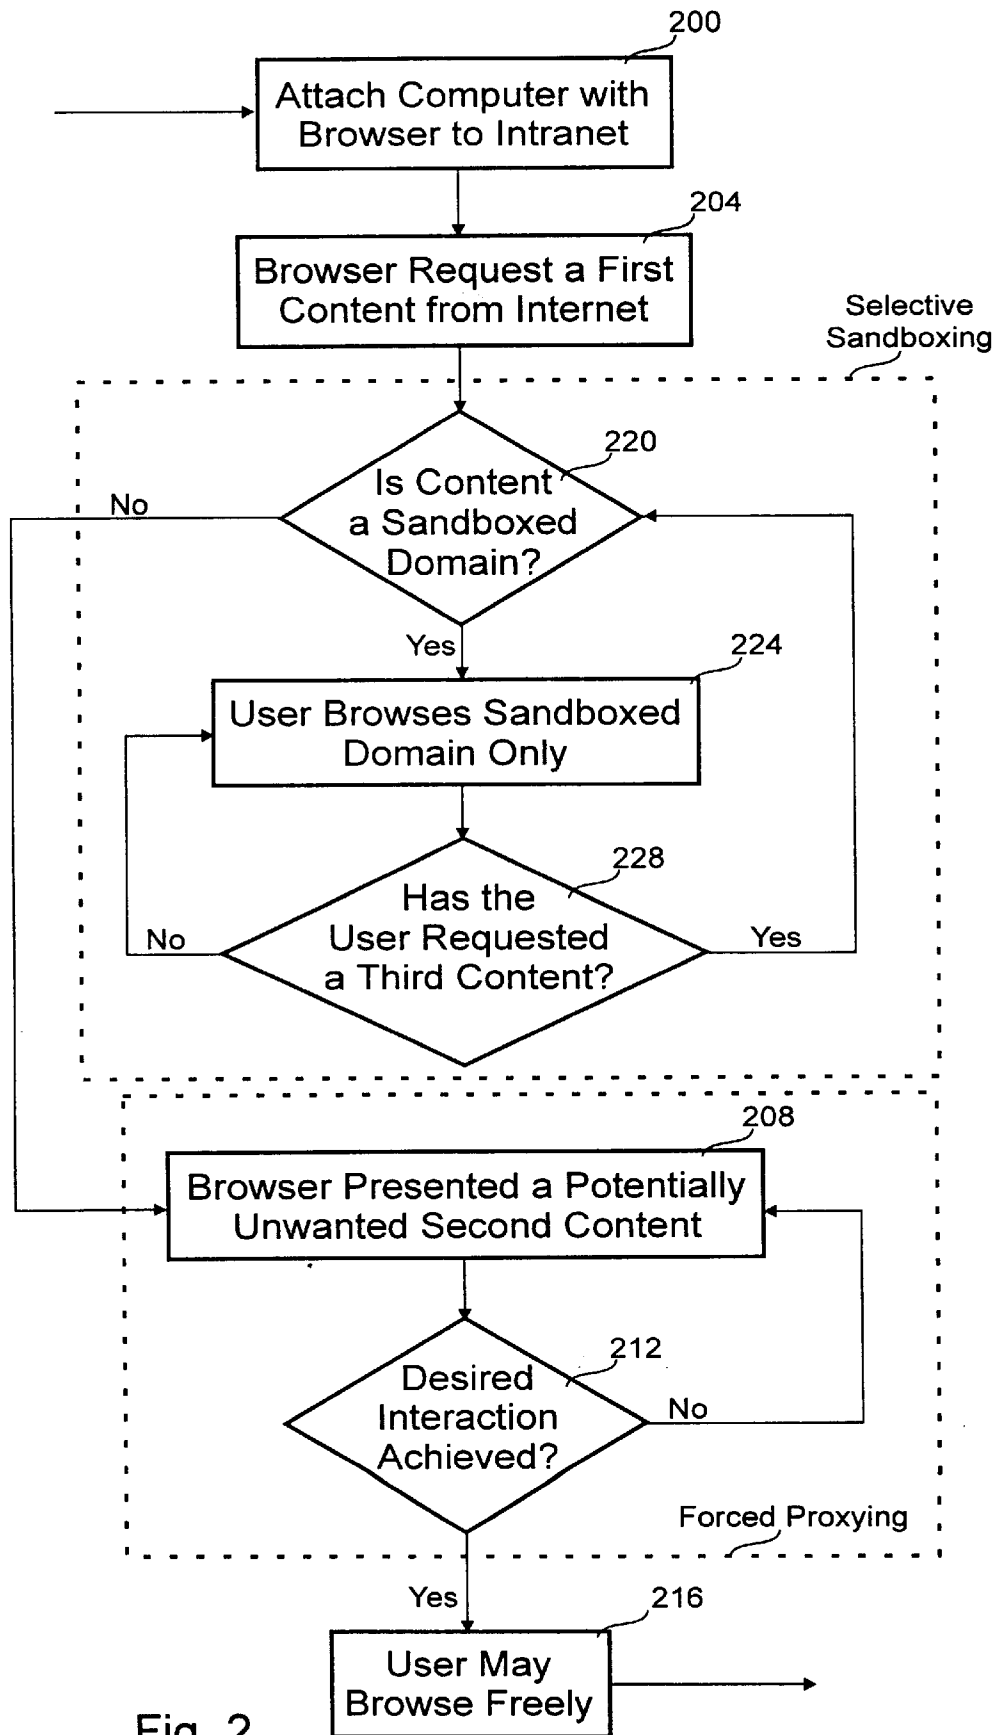 200
Attach Computer with
Browser to Intranet
204
Browser Request a First
Content from Internet
Selective
Sandboxing
220
Is Content
a Sandboxed
Domain?
No
Yes
224
User Browses Sandboxed
Domain Only
228
Has the
User Requested
a Third Content?
No
Yes
208
Browser Presented a Potentially
Unwanted Second Content
212
Desired
Interaction
Achieved?
No
Forced Proxying
Yes
216
User May
Browse Freely
Fig. 2